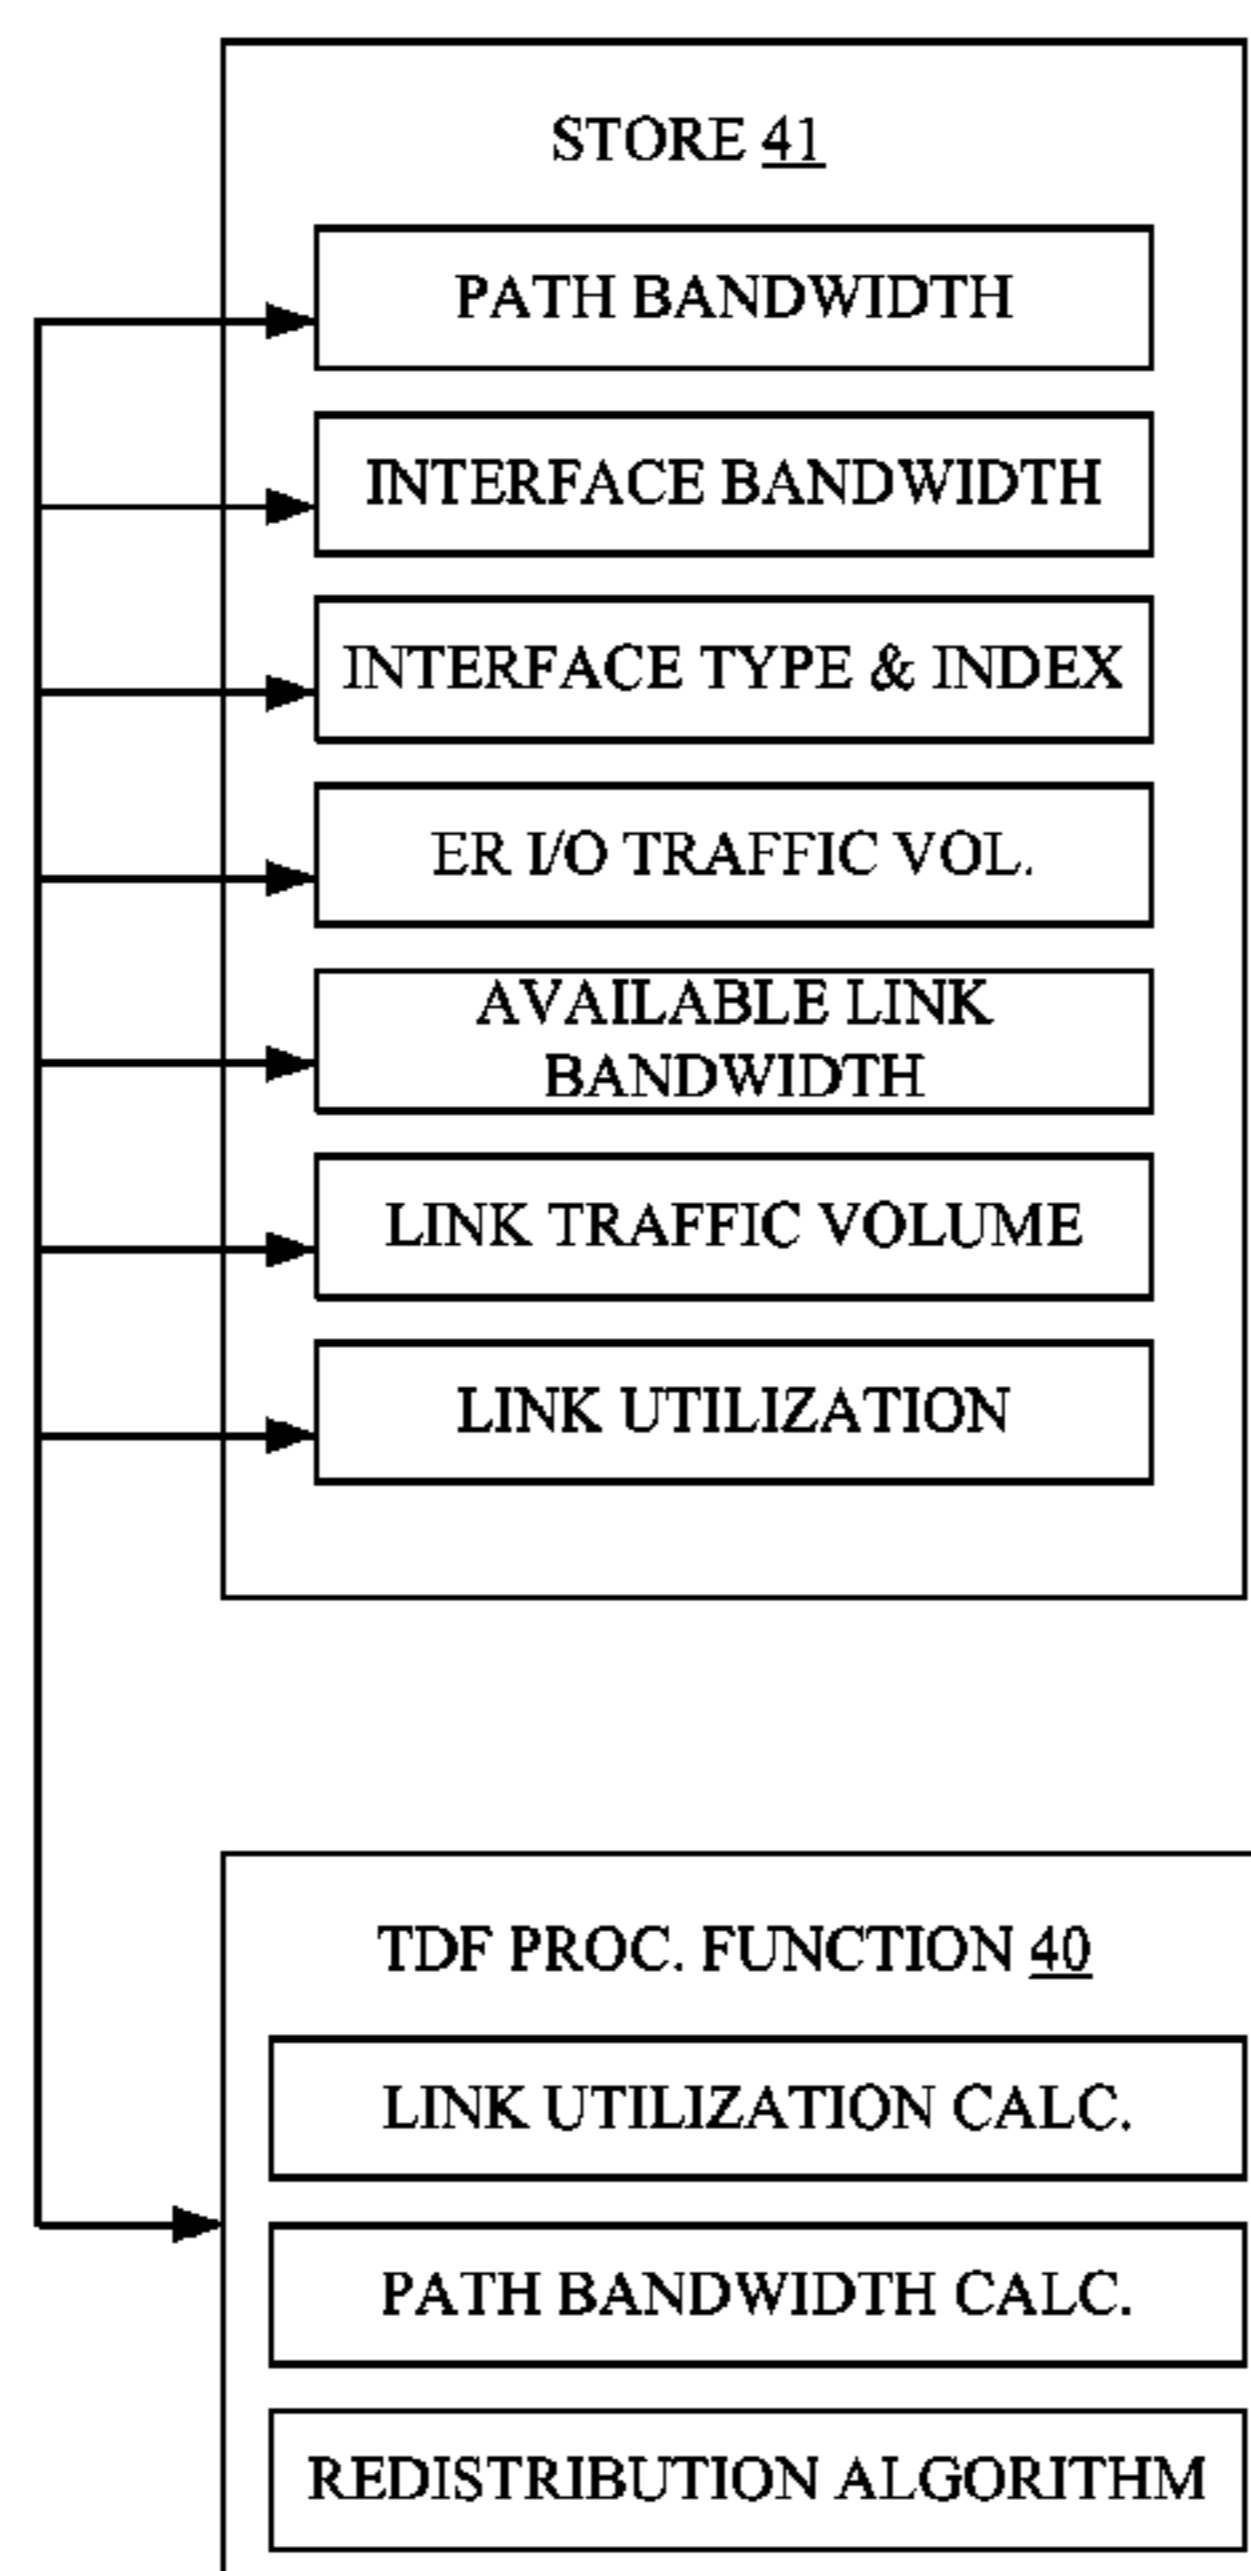 STORE 41
PATH BANDWIDTH
INTERFACE BANDWIDTH
INTERFACE TYPE & INDEX
ER I/O TRAFFIC VOL.
AVAILABLE LINK
BANDWIDTH
LINK TRAFFIC VOLUME
LINK UTILIZATION
TDF PROC. FUNCTION 40
LINK UTILIZATION CALC.
PATH BANDWIDTH CALC.
REDISTRIBUTION ALGORITHM